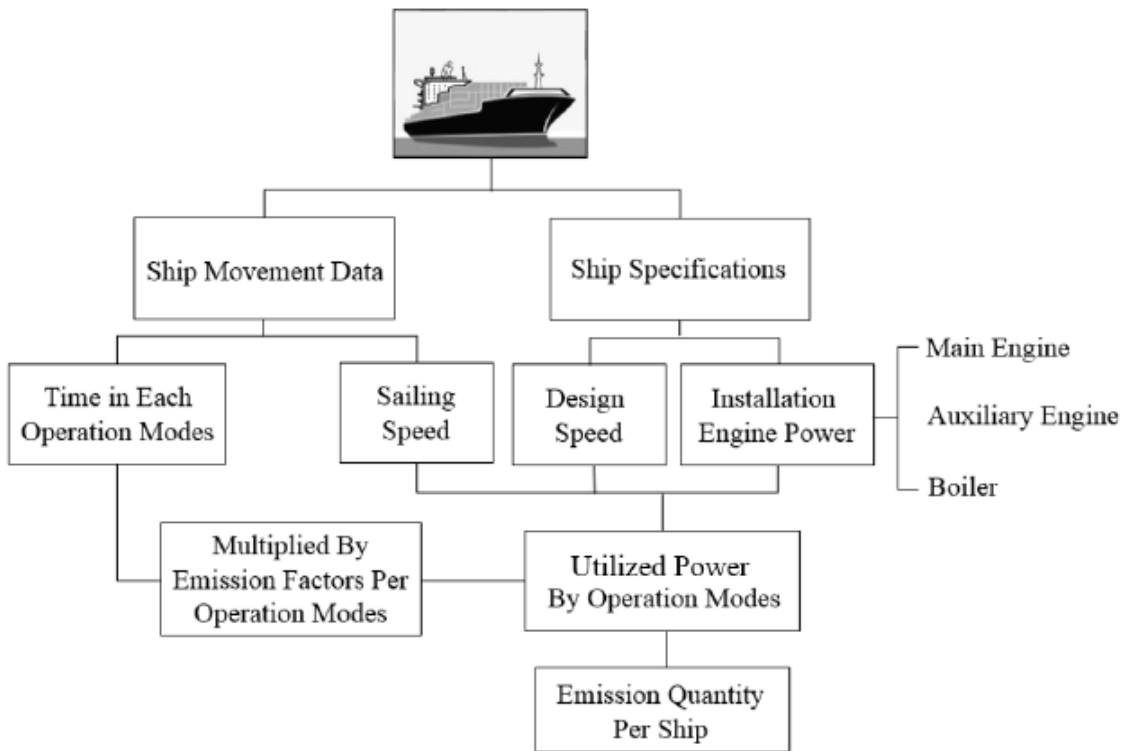 Ship Movement Data
Ship Specifications
Time in Each
Operation Modes
Sailing
Speed
Design
Speed
Installation
Engine Power
Main Engine
Auxiliary Engine
Boiler
Multiplied By
Emission Factors Per
Operation Modes
Utilized Power
By Operation Modes
Emission Quantity
Per Ship